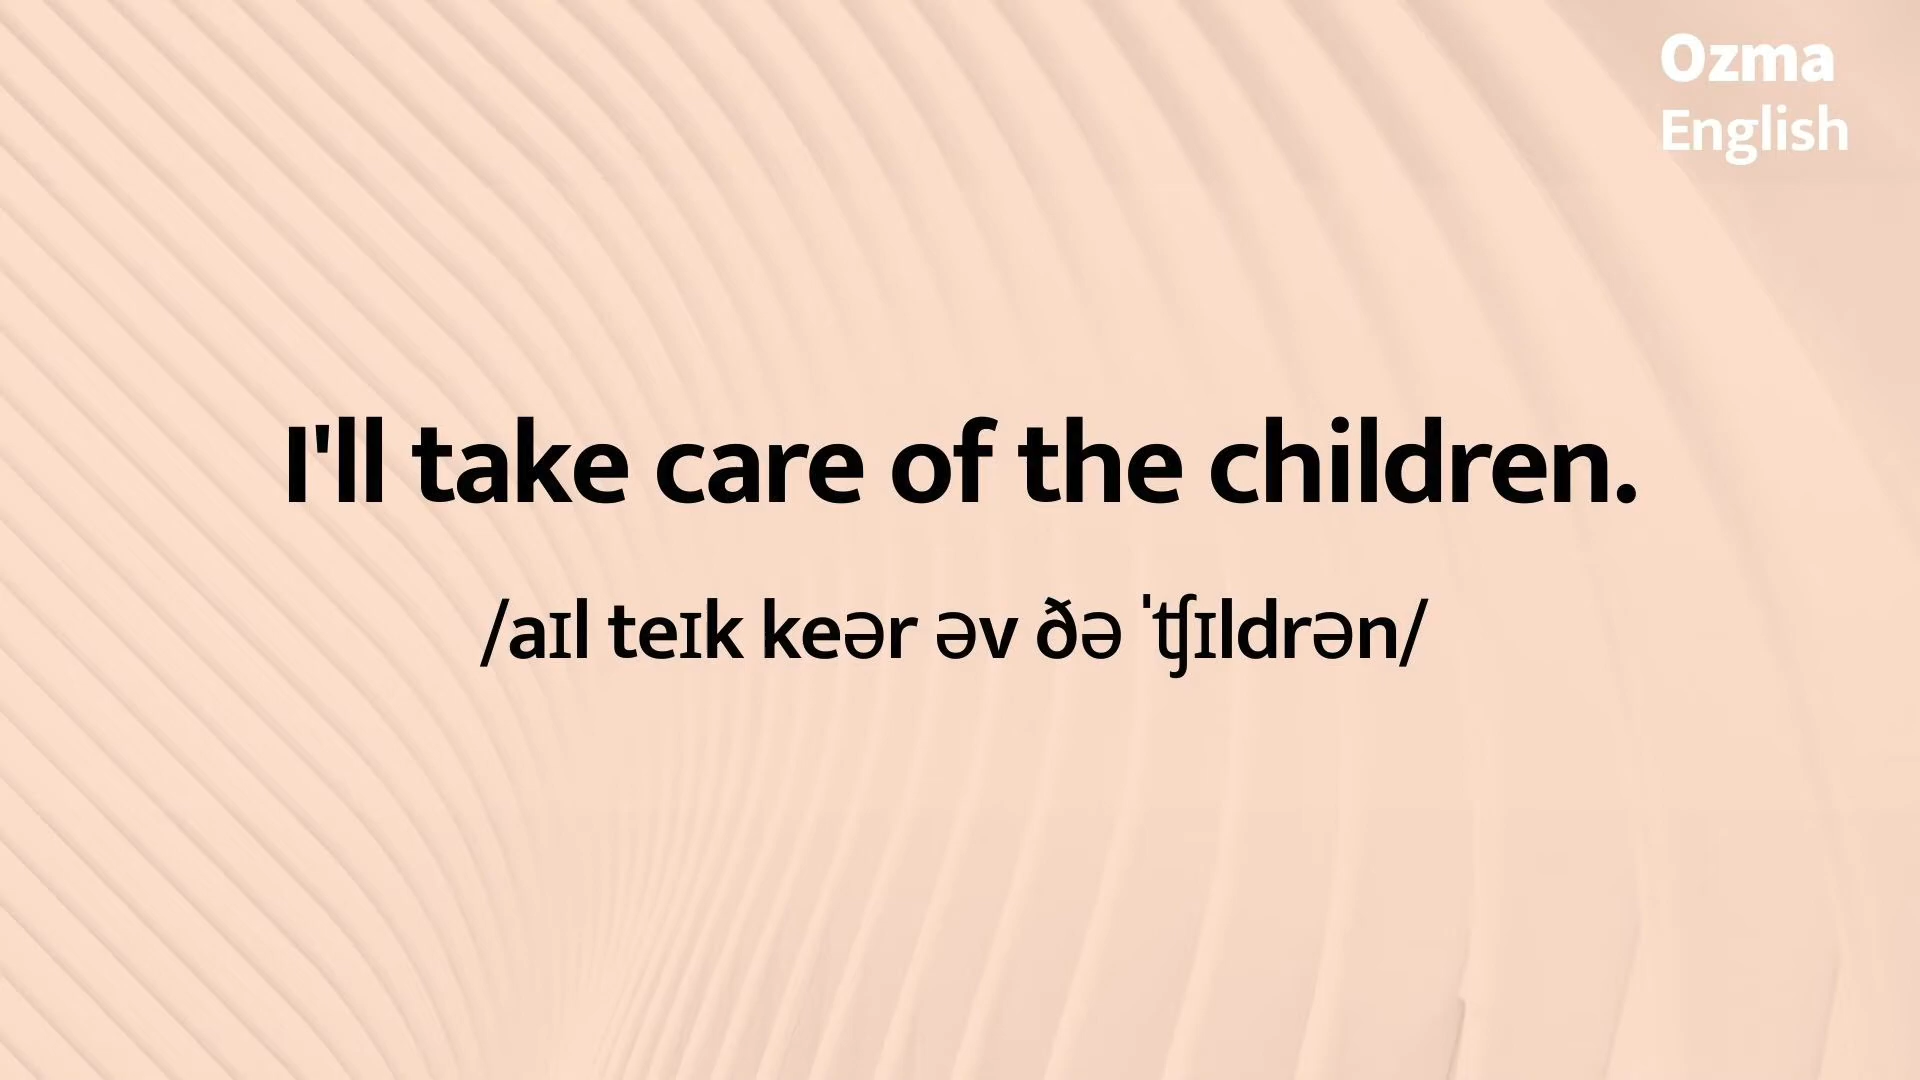 Ozma
English
I'll take care of the children.
/aɪl teɪk keər əv ðə ˈʧɪldrən/